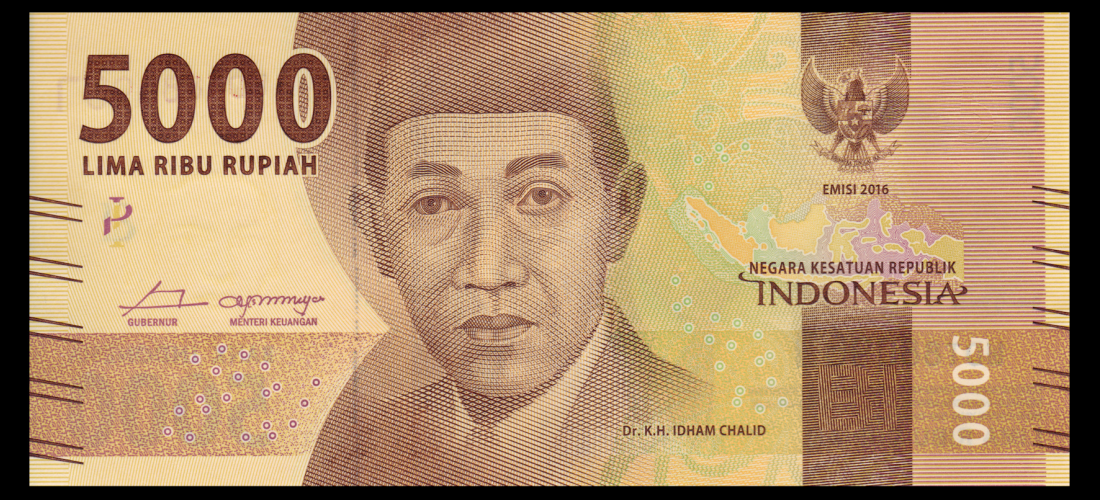 5000
LIMA RIBU RUPIAH
GUBERNUR
MENTERI KEUANGAN
Dr. K.H. IDHAM CHALID
EMISI 2016
NEGARA KESATUAN REPUBLIK
INDONESIA
5000